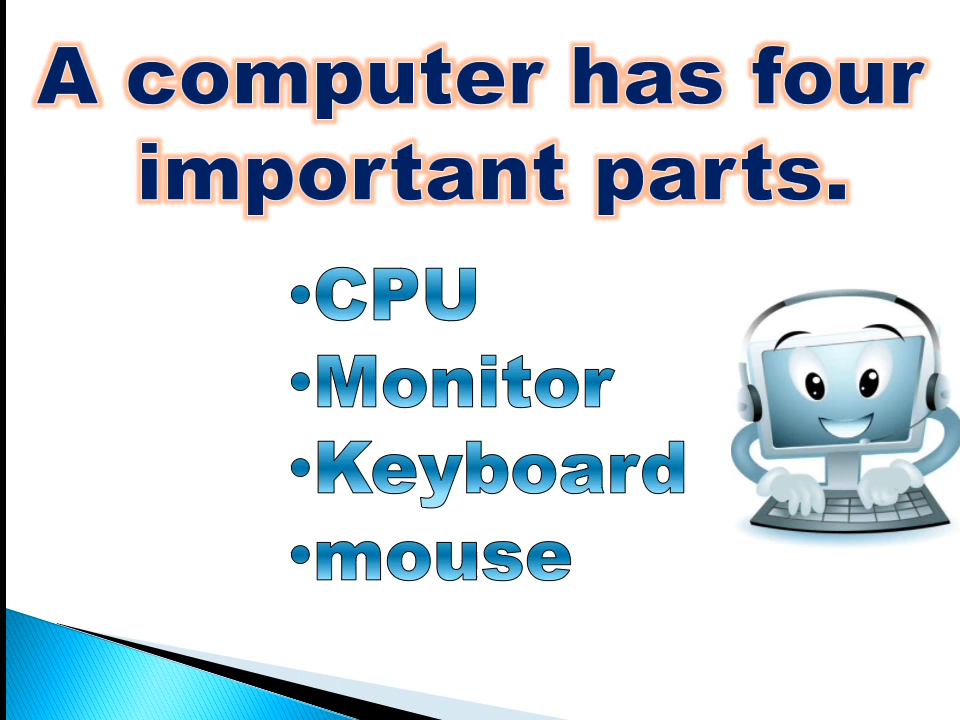 A computer has four
important parts.
•CPU
•Monitor
•Keyboard
•mouse